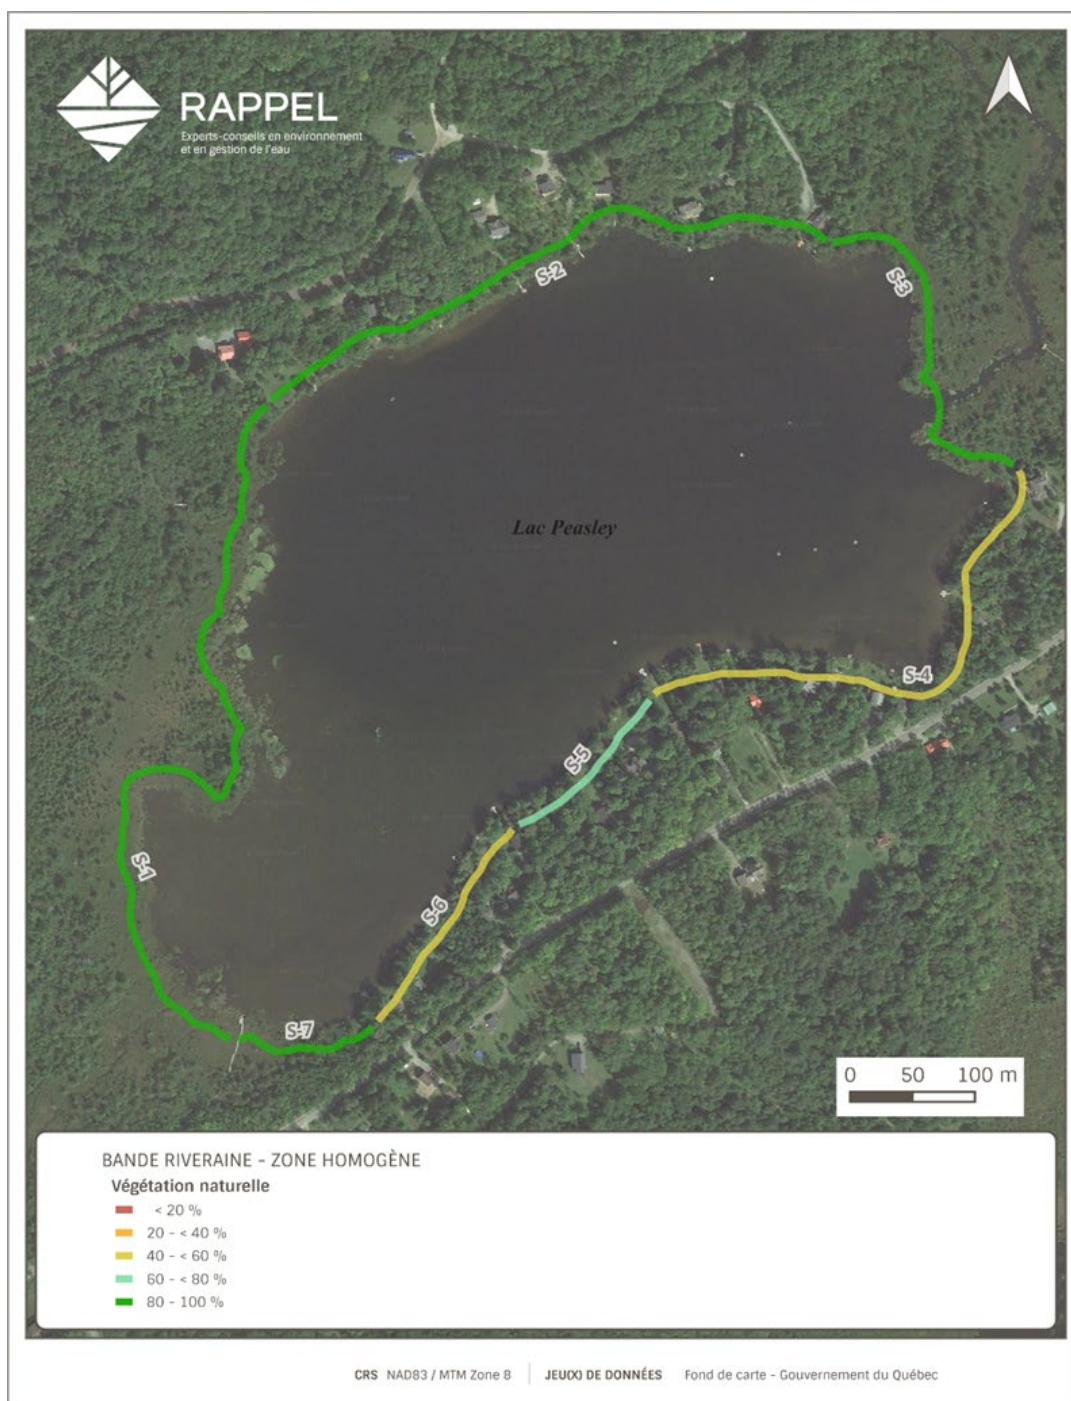 RAPPEL
Experts-conseils en environnement
et en gestion de l'eau
S-2
S-3
Lac Peasley
S-4
S-5
S-1
S-6
S-7
0 50 100 m
BANDE RIVERAINE - ZONE HOMOGÈNE
Végétation naturelle
< 20 %
20 - < 40 %
40 - < 60 %
60 - < 80 %
80 - 100 %
CRS NAD83 / MTM Zone 8 JEU(X) DE DONNÉES Fond de carte - Gouvernement du Québec